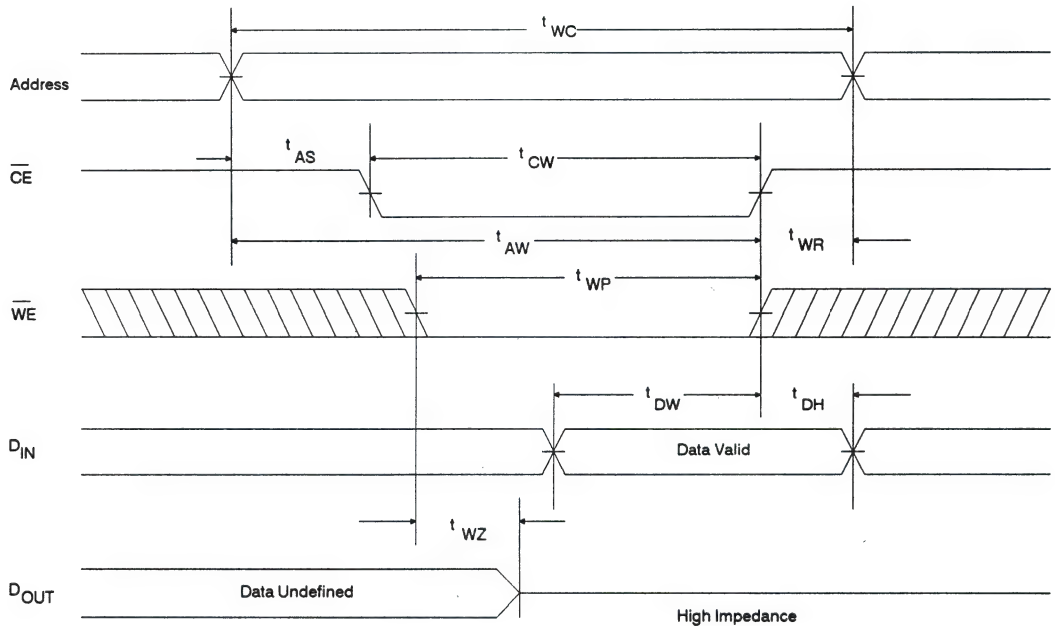 t WC
Address
t AS
t CW
CE
t AW
t WR
t WP
WE
t DW
t DH
D IN
Data Valid
t WZ
D OUT
Data Undefined
High Impedance